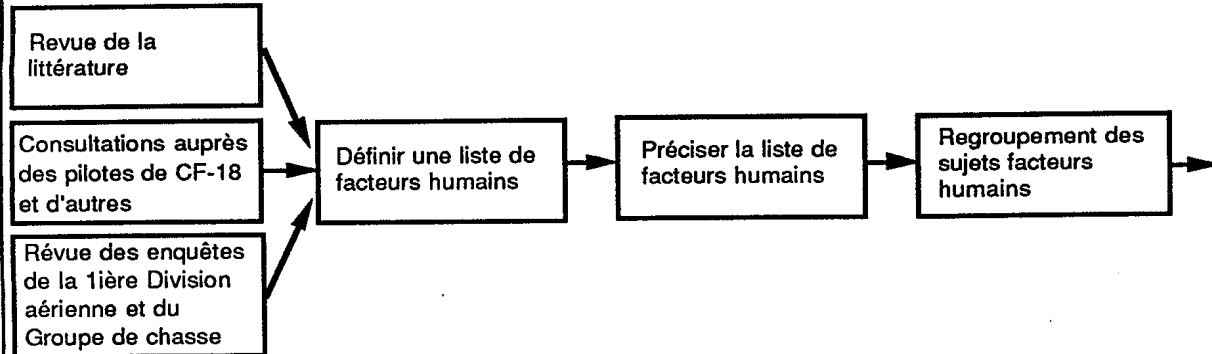 Revue de la
littérature
Consultations auprès
des pilotes de CF-18
et d'autres
Révue des enquêtes
de la 1ière Division
aérienne et du
Groupe de chasse
Définir une liste de
facteurs humains
Préciser la liste de
facteurs humains
Regroupement des
sujets facteurs
humains